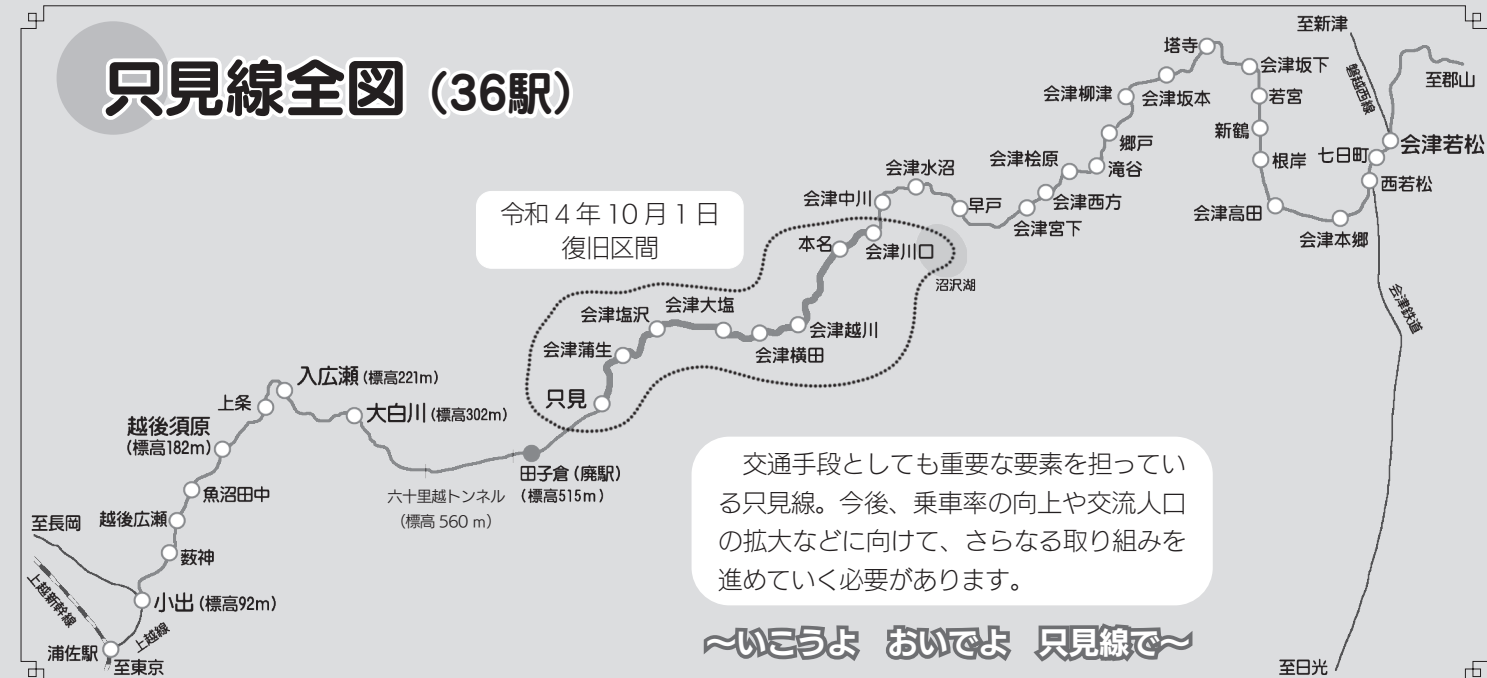 只見線全図(36駅)
令和4年10月1日
復旧区間
至新津
磐越西線
至郡山
会津若松
七日町
西若松
会津本郷
会津高田
根岸
新鶴
若宮
会津坂下
塔寺
会津坂本
会津柳津
郷戸
滝谷
会津桧原
会津西方
会津宮下
早戸
会津水沼
会津中川
会津川口
沼沢湖
本名
会津越川
会津横田
会津大塩
会津塩沢
会津蒲生
只見
田子倉(廃駅)
(標高515m)
六十里越トンネル
(標高 560 m)
大白川(標高302m)
入広瀬(標高221m)
上条
越後須原
(標高182m)
魚沼田中
越後広瀬
薮神
小出(標高92m)
至長岡
上越新幹線
上越線
浦佐駅
至東京
会津鉄道
至日光
交通手段としても重要な要素を担ってい
る只見線。今後、乗車率の向上や交流人口
の拡大などに向けて、さらなる取り組みを
進めていく必要があります。
~いこうよ おいでよ 只見線で~